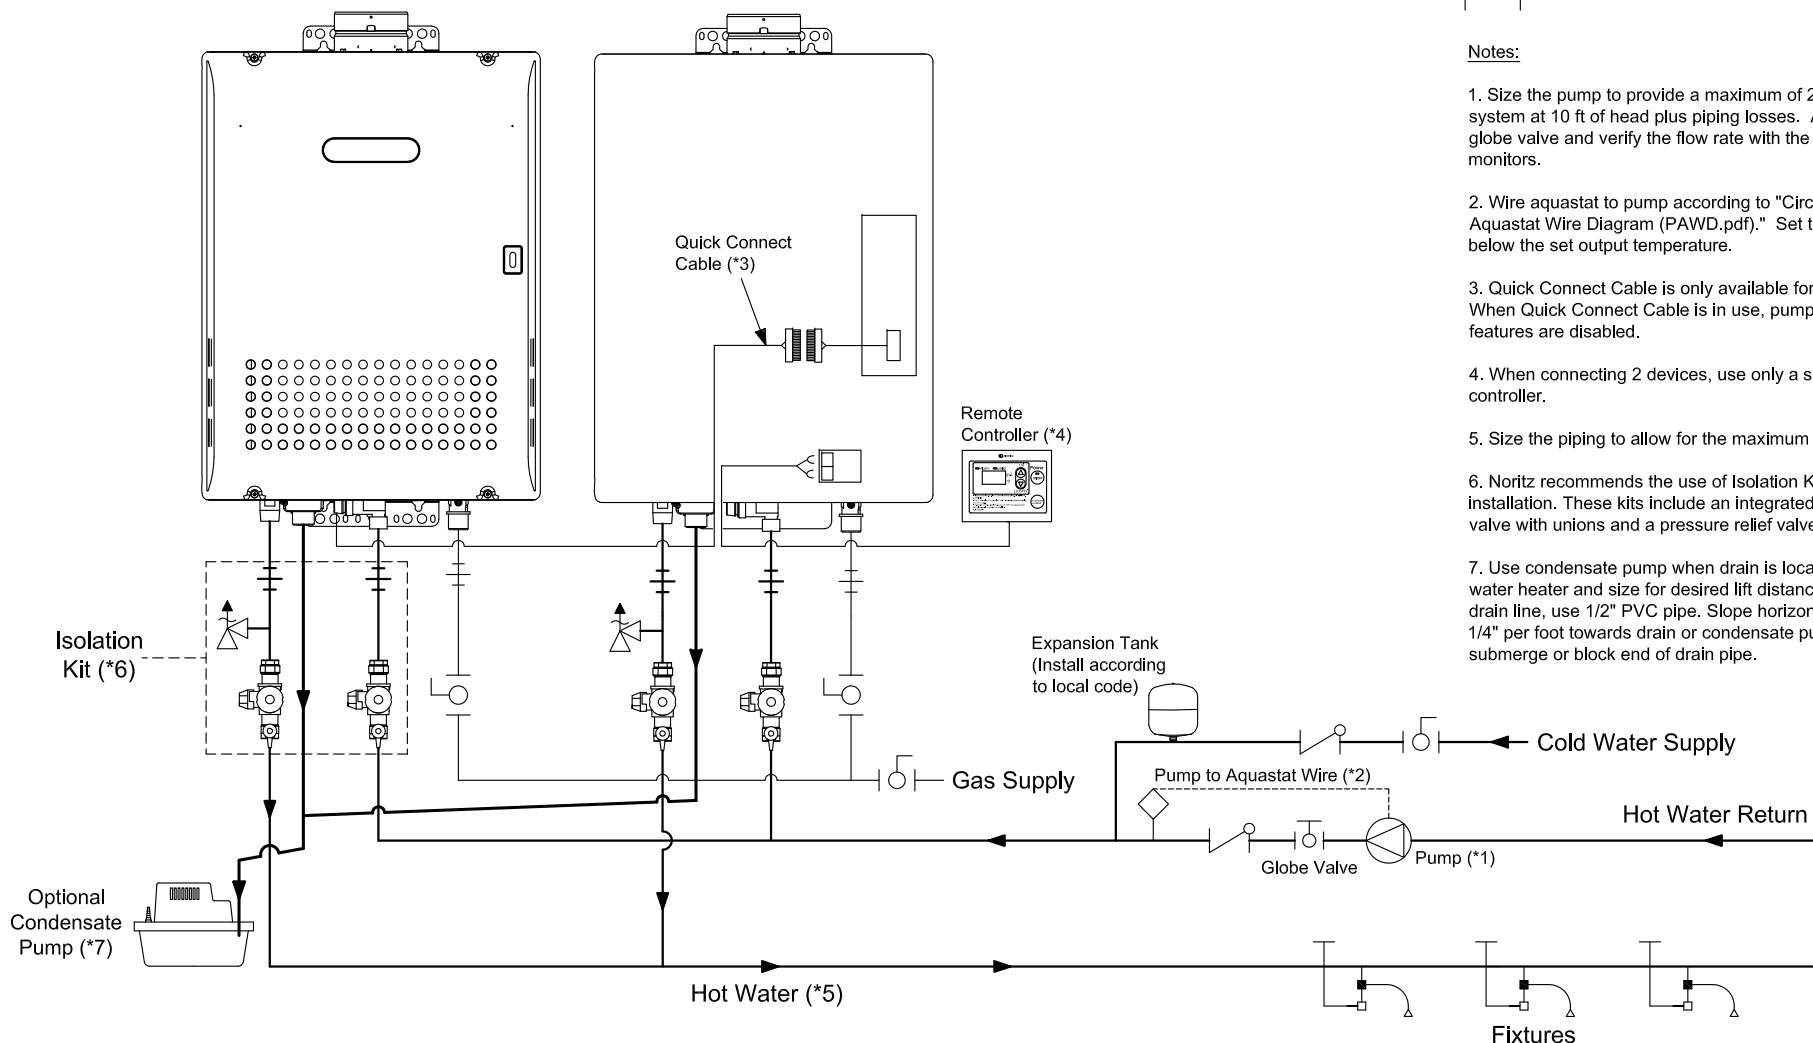 Notes:
1. Size the pump to provide a maximum of 2
system at 10 ft of head plus piping losses. A
globe valve and verify the flow rate with the
monitors.
2. Wire aquastat to pump according to "Circ
Aquastat Wire Diagram (PAWD.pdf)." Set t
below the set output temperature.
3. Quick Connect Cable is only available for
When Quick Connect Cable is in use, pump
features are disabled.
4. When connecting 2 devices, use only a s
controller.
5. Size the piping to allow for the maximum
6. Noritz recommends the use of Isolation K
installation. These kits include an integrated
valve with unions and a pressure relief valve
7. Use condensate pump when drain is loca
water heater and size for desired lift distanc
drain line, use 1/2" PVC pipe. Slope horizon
1/4" per foot towards drain or condensate pu
submerge or block end of drain pipe.
Quick Connect
Cable (*3)
Remote
Controller (*4)
Isolation
Kit (*6)
Expansion Tank
(Install according
to local code)
Cold Water Supply
Gas Supply
Pump to Aquastat Wire (*2)
Hot Water Return
Globe Valve
Pump (*1)
Optional
Condensate
Pump (*7)
Hot Water (*5)
Fixtures